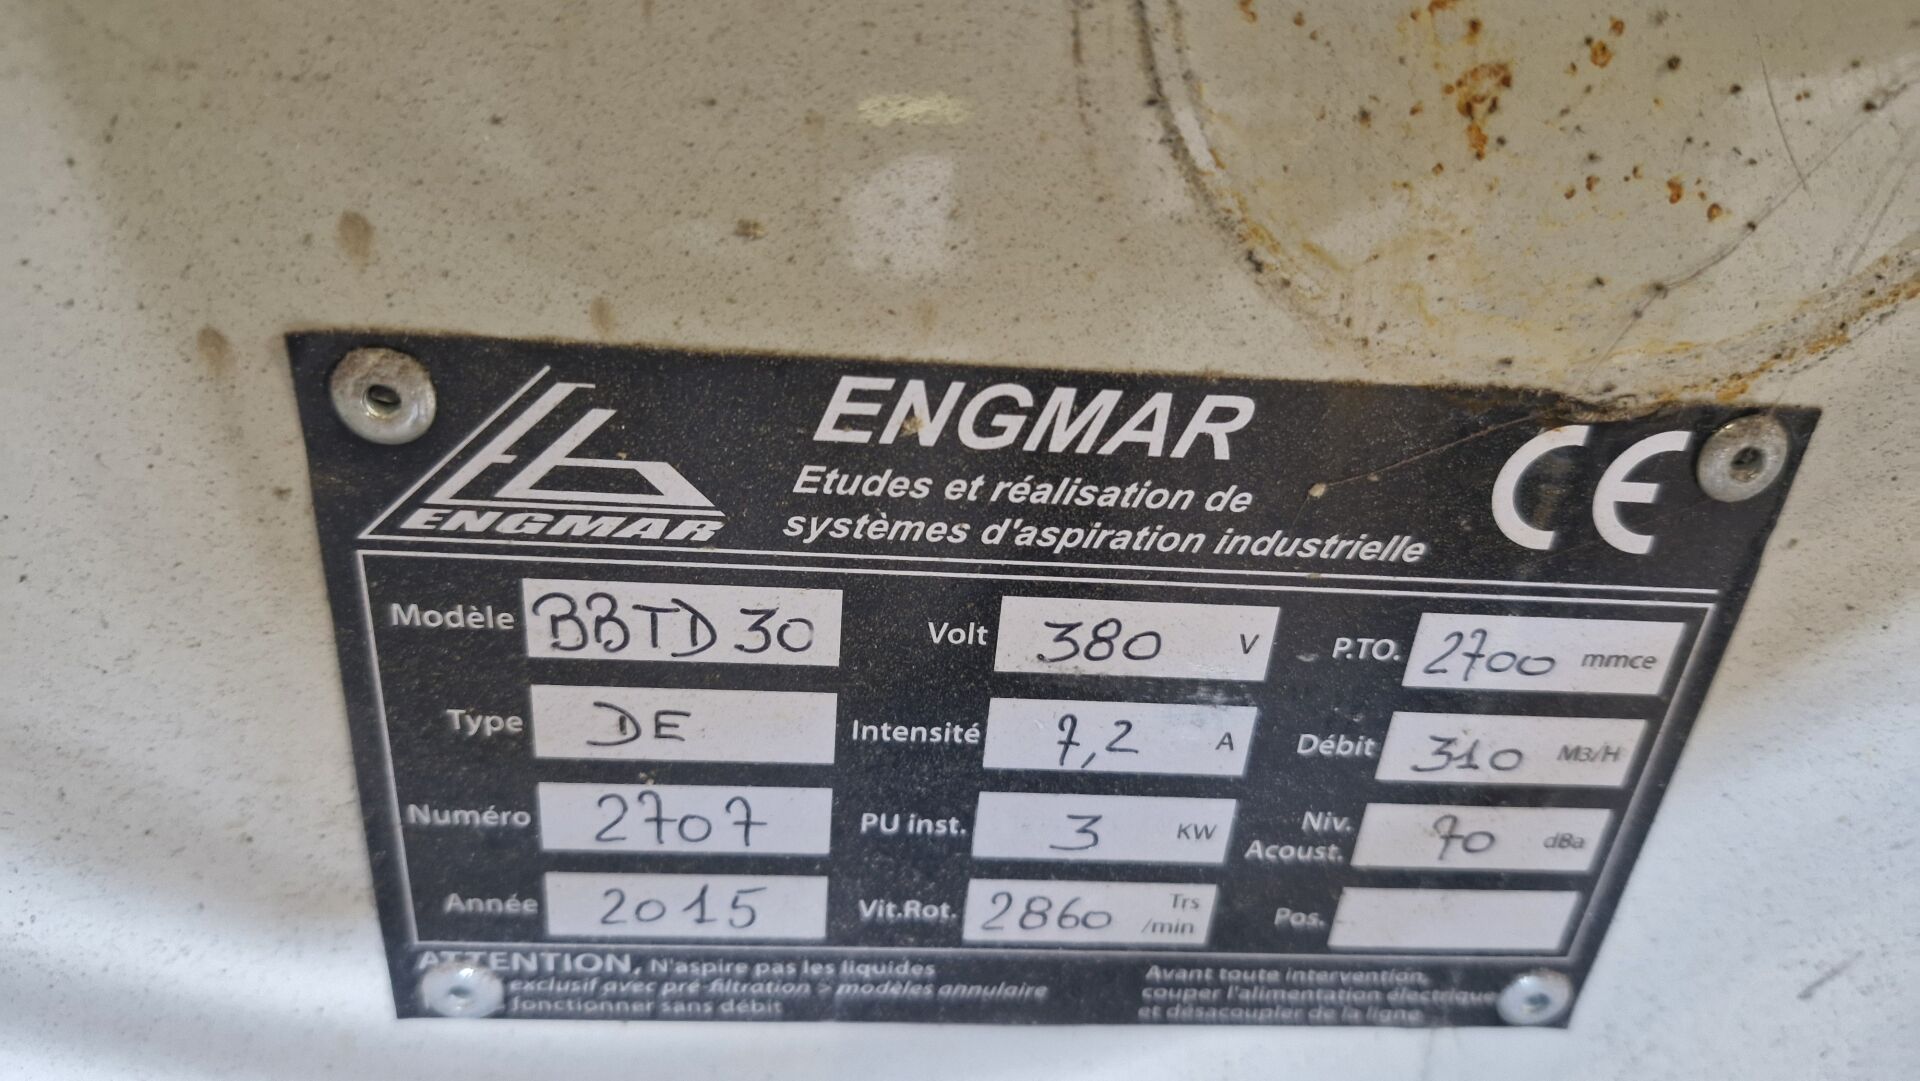 ENGMAR
ENGMAR
Etudes et réalisation de
systèmes d'aspiration industrielle
CE
Modèle BBTD 30 Volt 380 V P.TO. 2700 mmce
Type DE Intensité 7,2 A Débit 310 M3/H
Numéro 2707 PU inst. 3 KW Niv. Acoust. 70 dBa
Année 2015 Vit.Rot. 2860 Trs /min Pos.
ATTENTION, N'aspire pas les liquides
exclusif avec pré-filtration > modèles annulaire
fonctionner sans débit
Avant toute intervention,
couper l'alimentation électrique
et désacoupler de la ligne